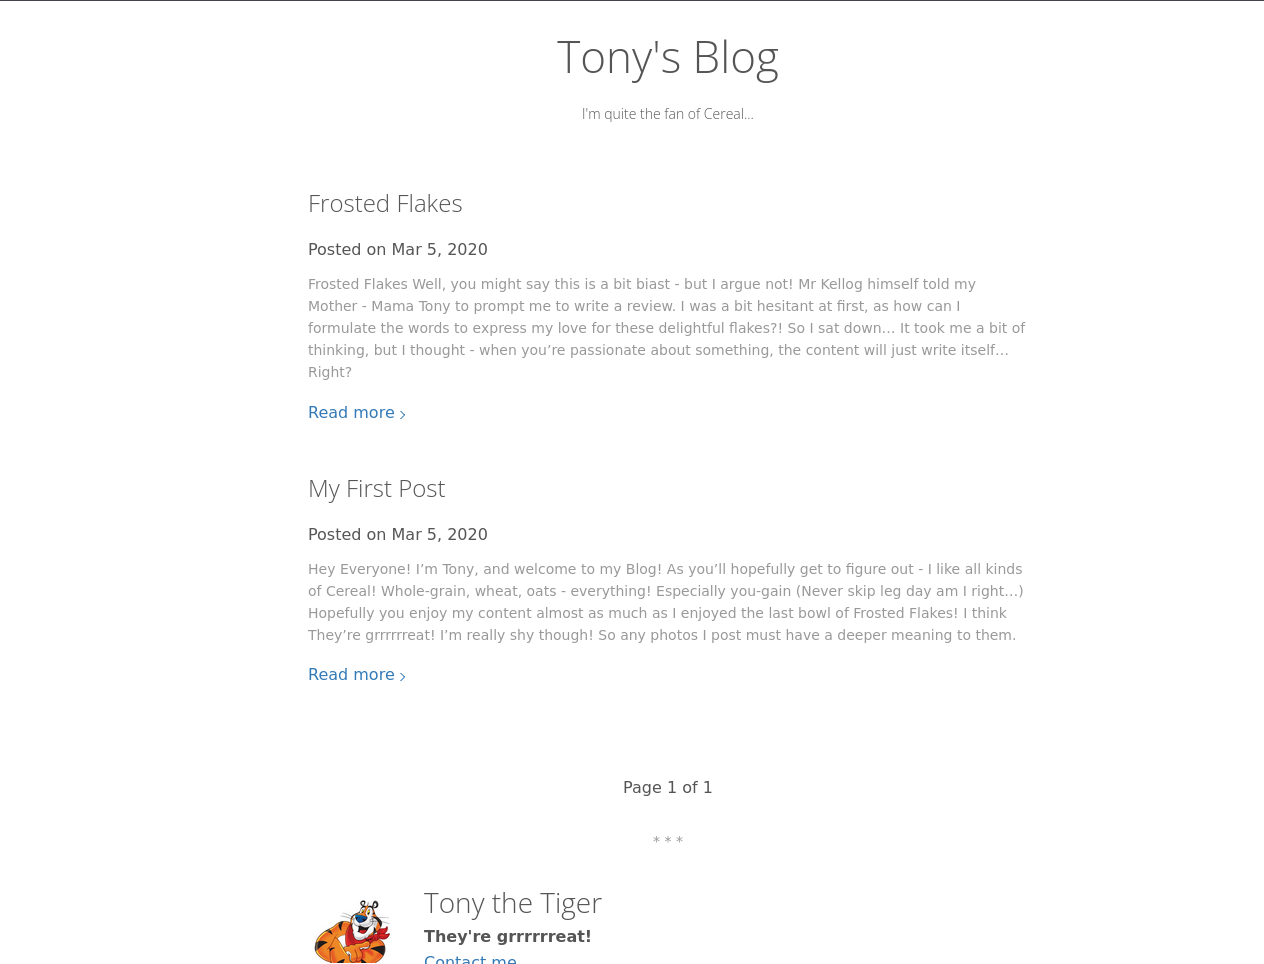 Tony's Blog
I'm quite the fan of Cereal...
Frosted Flakes
Posted on Mar 5, 2020
Frosted Flakes Well, you might say this is a bit biast - but I argue not! Mr Kellog himself told my
Mother - Mama Tony to prompt me to write a review. I was a bit hesitant at first, as how can I
formulate the words to express my love for these delightful flakes?! So I sat down… It took me a bit of
thinking, but I thought - when you’re passionate about something, the content will just write itself…
Right?
Read more ›
My First Post
Posted on Mar 5, 2020
Hey Everyone! I’m Tony, and welcome to my Blog! As you’ll hopefully get to figure out - I like all kinds
of Cereal! Whole-grain, wheat, oats - everything! Especially you-gain (Never skip leg day am I right…)
Hopefully you enjoy my content almost as much as I enjoyed the last bowl of Frosted Flakes! I think
They’re grrrrrreat! I’m really shy though! So any photos I post must have a deeper meaning to them.
Read more ›
Page 1 of 1
* * *
Tony the Tiger
They're grrrrrreat!
Contact me